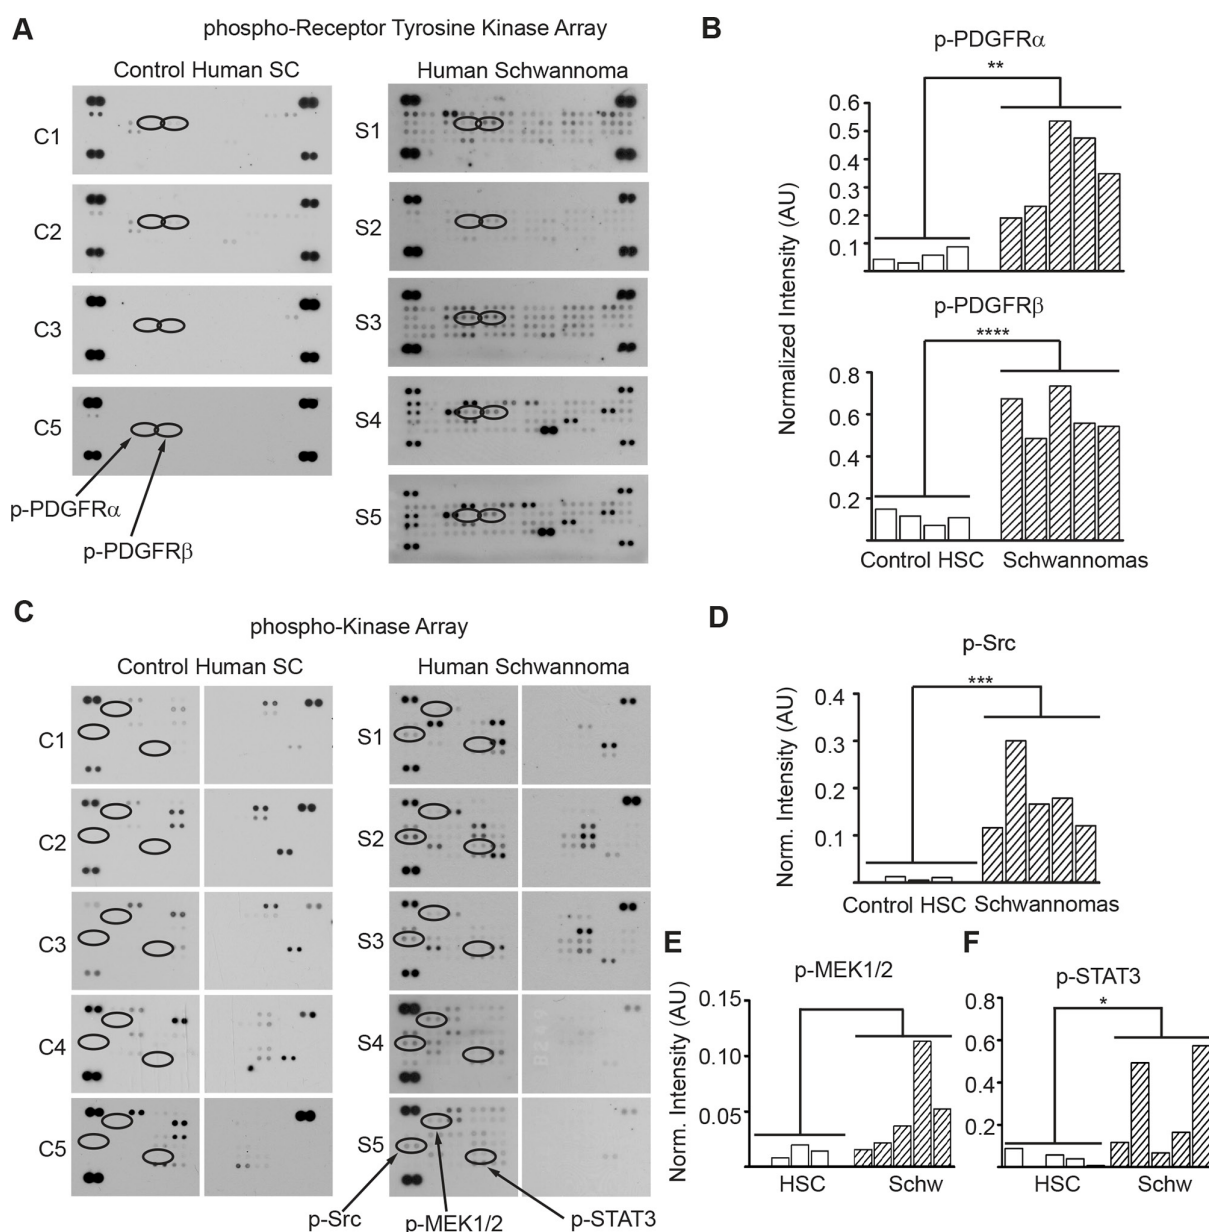 A
phospho-Receptor Tyrosine Kinase Array
Control Human SC
Human Schwannoma
C1
C2
C3
C5
p-PDGFRα
p-PDGFRβ
S1
S2
S3
S4
S5
B
p-PDGFRα
**
0.6
0.5
0.4
0.3
0.2
0.1
Normalized Intensity (AU)
p-PDGFRβ
****
0.8
0.6
0.4
0.2
Control HSC
Schwannomas
C
phospho-Kinase Array
Control Human SC
Human Schwannoma
C1
C2
C3
C4
C5
S1
S2
S3
S4
S5
p-Src
p-MEK1/2
p-STAT3
D
p-Src
***
0.4
0.3
0.2
0.1
Norm. Intensity (AU)
Control HSC
Schwannomas
E
p-MEK1/2
0.15
0.10
0.05
Norm. Intensity (AU)
HSC
Schw
F
p-STAT3
*
0.8
0.6
0.4
0.2
HSC
Schw